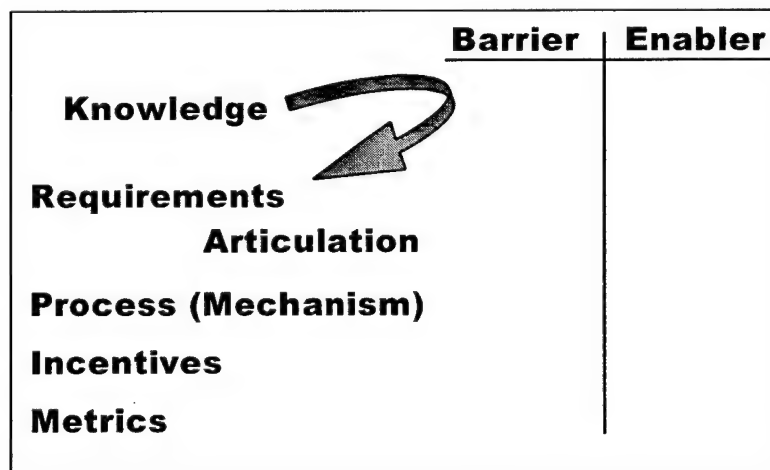 Barrier Enabler
Knowledge
Requirements
Articulation
Process (Mechanism)
Incentives
Metrics